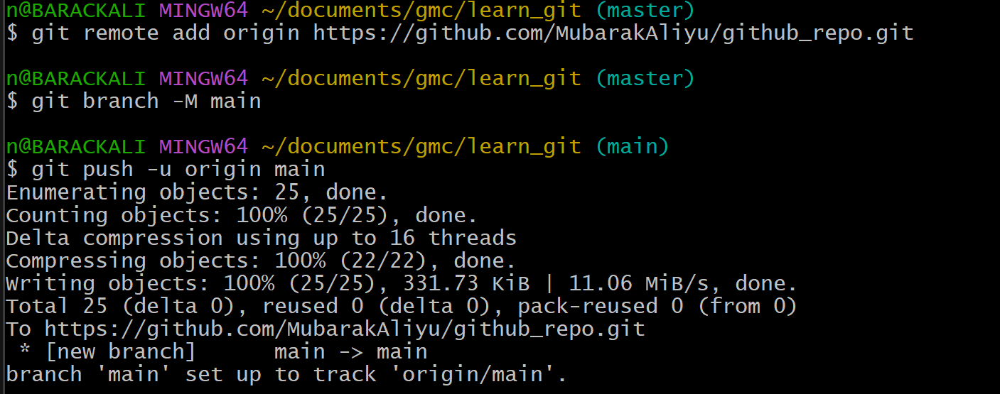 n@BARACKALI MINGW64 ~/documents/gmc/learn_git (master)
$ git remote add origin https://github.com/MubarakAliyu/github_repo.git
n@BARACKALI MINGW64 ~/documents/gmc/learn_git (master)
$ git branch -M main
n@BARACKALI MINGW64 ~/documents/gmc/learn_git (main)
$ git push -u origin main
Enumerating objects: 25, done.
Counting objects: 100% (25/25), done.
Delta compression using up to 16 threads
Compressing objects: 100% (22/22), done.
Writing objects: 100% (25/25), 331.73 KiB | 11.06 MiB/s, done.
Total 25 (delta 0), reused 0 (delta 0), pack-reused 0 (from 0)
To https://github.com/MubarakAliyu/github_repo.git
 * [new branch]      main -> main
branch 'main' set up to track 'origin/main'.